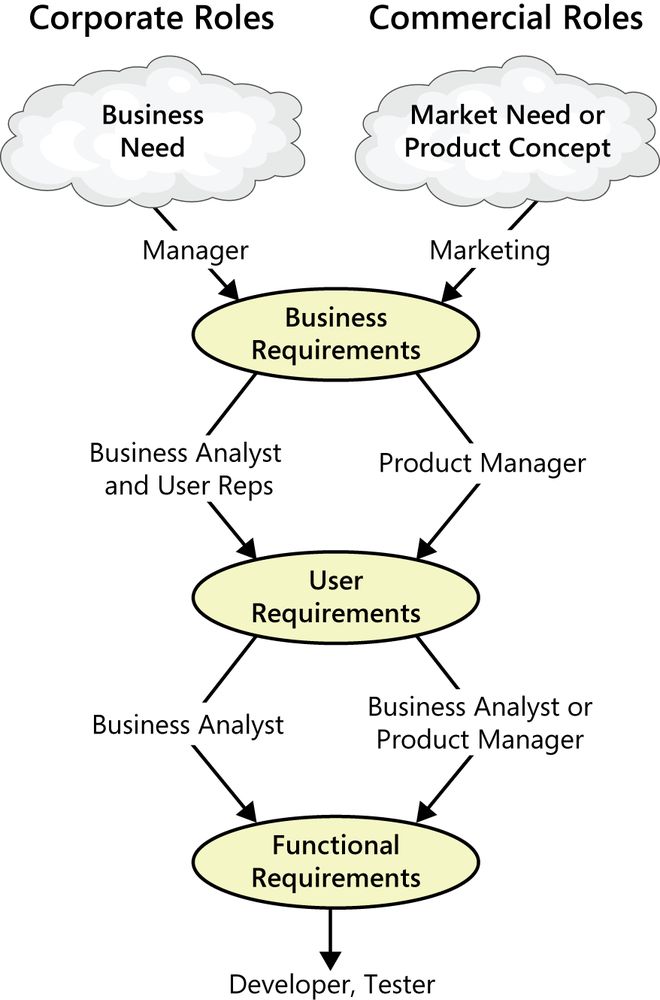 Corporate Roles
Commercial Roles
Business
Need
Market Need or
Product Concept
Manager
Marketing
Business
Requirements
Business Analyst
and User Reps
Product Manager
User
Requirements
Business Analyst
Business Analyst or
Product Manager
Functional
Requirements
Developer, Tester